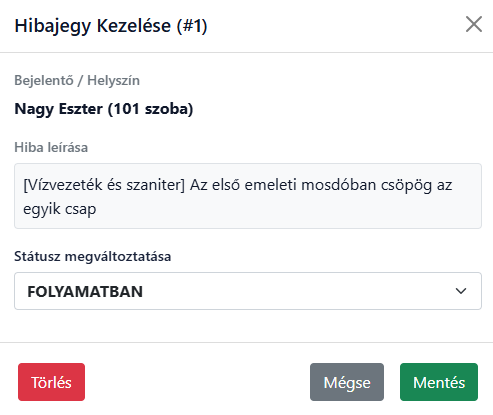 Hibajegy Kezelése (#1)
Bejelentő / Helyszín
Nagy Eszter (101 szoba)
Hiba leírása
[Vízvezeték és szaniter] Az első emeleti mosdóban csöpög az
egyik csap
Státusz megváltoztatása
FOLYAMATBAN
Törlés
Mégse
Mentés